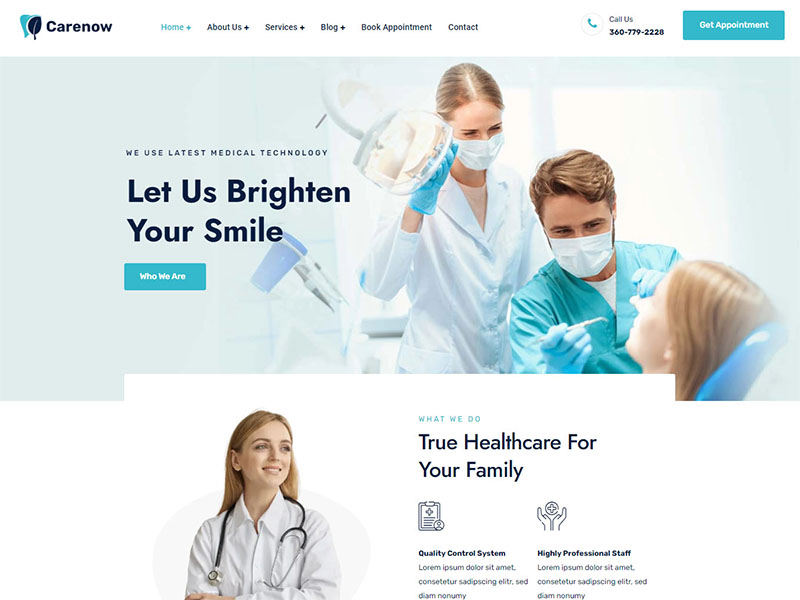 Carenow
Home + About Us + Services + Blog + Book Appointment Contact
Call Us
360-779-2228
Get Appointment
WE USE LATEST MEDICAL TECHNOLOGY
Let Us Brighten
Your Smile
Who We Are
WHAT WE DO
True Healthcare For
Your Family
Quality Control System
Lorem ipsum dolor sit amet,
consetetur sadipscing elitr, sed
diam nonumy
Highly Professional Staff
Lorem ipsum dolor sit amet,
consetetur sadipscing elitr, sed
diam nonumy